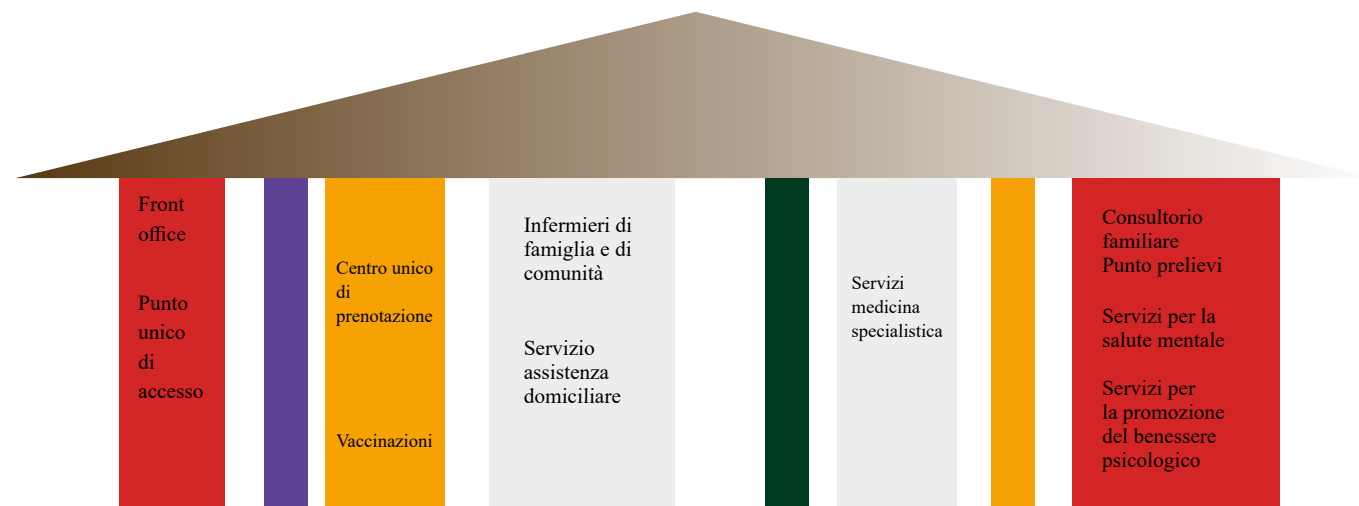 Front
office
Punto
unico
di
accesso
Centro unico
di
prenotazione
Vaccinazioni
Infermieri di
famiglia e di
comunità
Servizio
assistenza
domiciliare
Servizi
medicina
specialistica
Consultorio
familiare
Punto prelievi
Servizi per la
salute mentale
Servizi per
la promozione
del benessere
psicologico